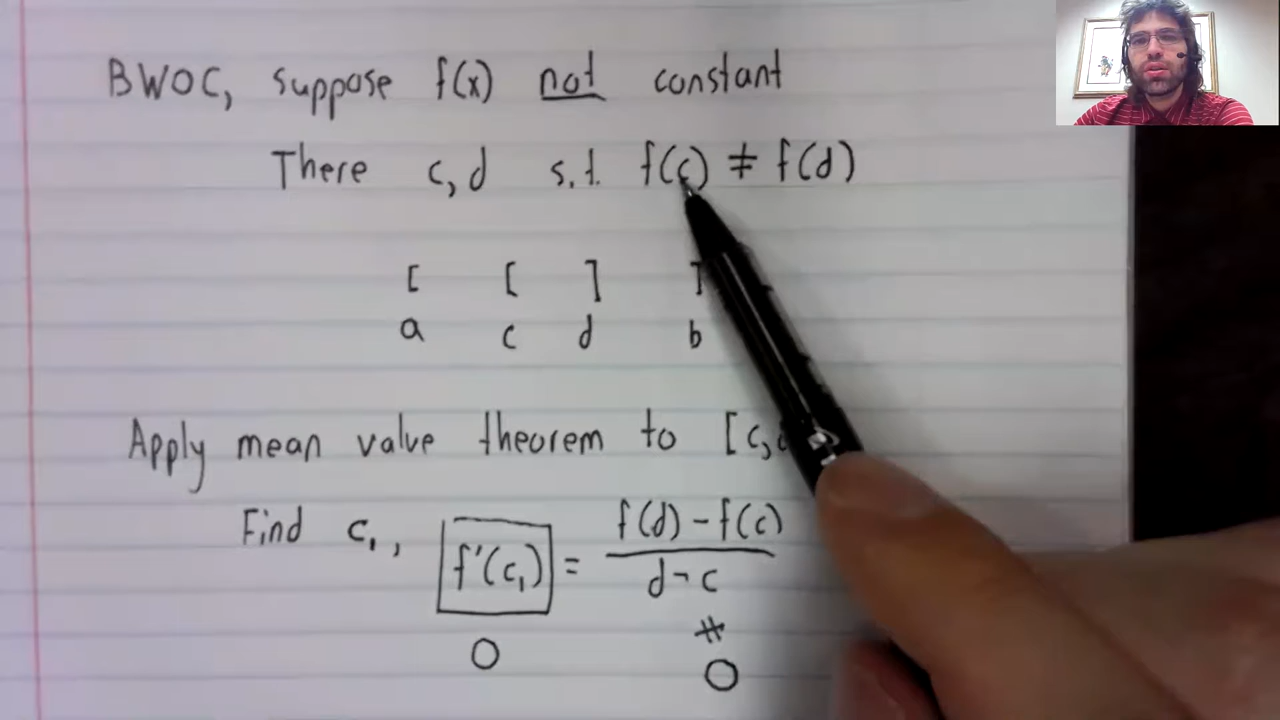 BWOC, suppose f(x) not constant
There c, d s.t. f(c) ≠ f(d)
[ [ ] ]
a c d b
Apply mean value theorem to [c,
Find c₁, f'(c₁) = f(d) - f(c)
d - c
≠
0 0